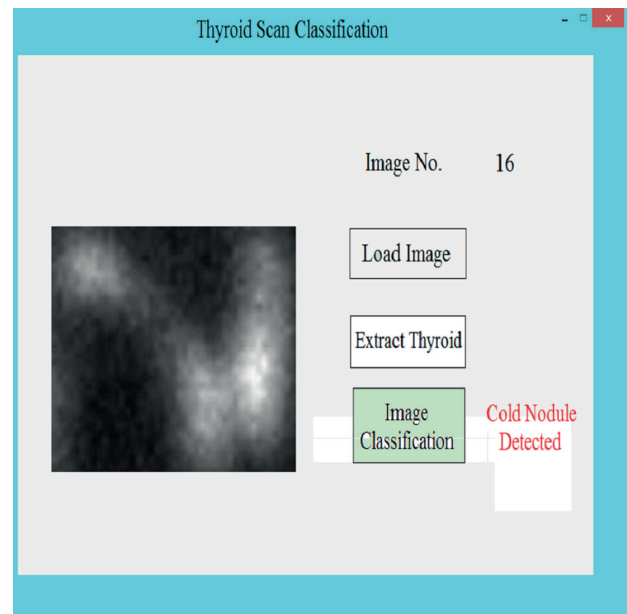 Thyroid Scan Classification
x
Image No. 16
Load Image
Extract Thyroid
Image
Classification
Cold Nodule
Detected